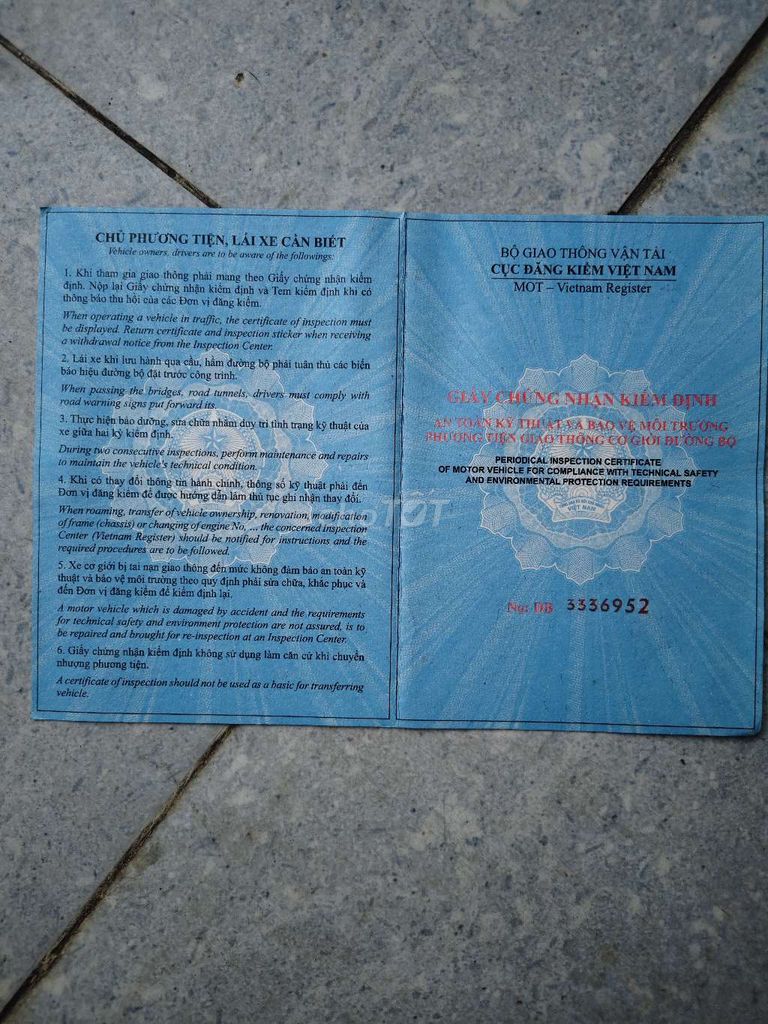 CHỦ PHƯƠNG TIỆN, LÁI XE CẦN BIẾT
Vehicle owners, drivers are to be aware of the followings:
1. Khi tham gia giao thông phải mang theo Giấy chứng nhận kiểm
định. Nộp lại Giấy chứng nhận kiểm định và Tem kiểm định khi có
thông báo thu hồi của các Đơn vị đăng kiểm.
When operating a vehicle in traffic, the certificate of inspection must
be displayed. Return certificate and inspection sticker when receiving
a withdrawal notice from the Inspection Center.
2. Lái xe khi lưu hành qua cầu, hầm đường bộ phải tuân thủ các biển
báo hiệu đường bộ đặt trước công trình.
When passing the bridges, road tunnels, drivers must comply with
road warning signs put forward its.
3. Thực hiện bảo dưỡng, sửa chữa nhằm duy trì tình trạng kỹ thuật của
xe giữa hai kỳ kiểm định.
During two consecutive inspections, perform maintenance and repairs
to maintain the vehicle's technical condition.
4. Khi có thay đổi thông tin hành chính, thông số kỹ thuật phải đến
Đơn vị đăng kiểm để được hướng dẫn làm thủ tục ghi nhận thay đổi.
When roaming, transfer of vehicle ownership, renovation, modification
of frame (chassis) or changing of engine No, ... the concerned inspection
Center (Vietnam Register) should be notified for instructions and the
required procedures are to be followed.
5. Xe cơ giới bị tai nạn giao thông đến mức không đảm bảo an toàn kỹ
thuật và bảo vệ môi trường theo quy định phải sửa chữa, khắc phục và
đến Đơn vị đăng kiểm để kiểm định lại.
A motor vehicle which is damaged by accident and the requirements
for technical safety and environment protection are not assured, is to
be repaired and brought for re-inspection at an Inspection Center.
6. Giấy chứng nhận kiểm định không sử dụng làm căn cứ khi chuyển
nhượng phương tiện.
A certificate of inspection should not be used as a basic for transferring
vehicle.
BỘ GIAO THÔNG VẬN TẢI
CỤC ĐĂNG KIỂM VIỆT NAM
MOT – Vietnam Register
GIẤY CHỨNG NHẬN KIỂM ĐỊNH
AN TOÀN KỸ THUẬT VÀ BẢO VỆ MÔI TRƯỜNG
PHƯƠNG TIỆN GIAO THÔNG CƠ GIỚI ĐƯỜNG BỘ
PERIODICAL INSPECTION CERTIFICATE
OF MOTOR VEHICLE FOR COMPLIANCE WITH TECHNICAL SAFETY
AND ENVIRONMENTAL PROTECTION REQUIREMENTS
VIỆT NAM
No: DB 3336952
TỐT